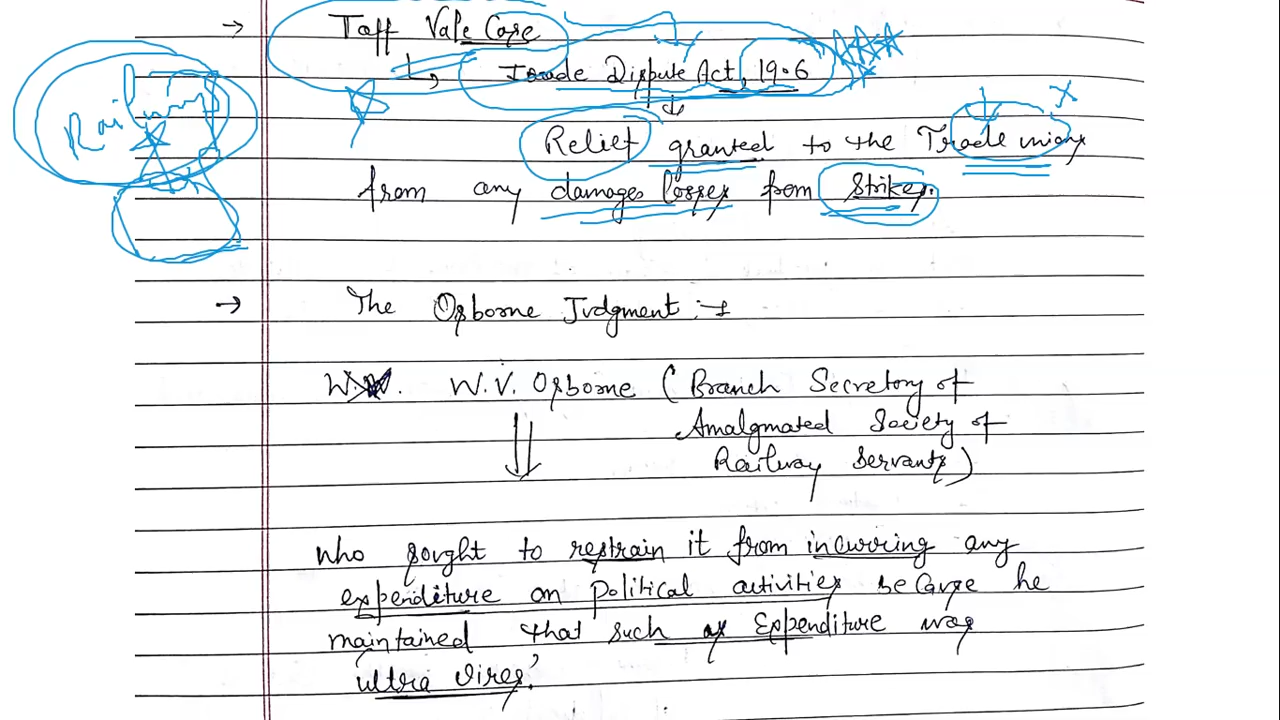 → Taff Vale Case
↳ Trade Dispute Act, 1906
Railway
Relief granted to the Trade unions
from any damages losses from strikes.
→ The Osborne Judgment :-
W.V. Osborne (Branch Secretory of
Amalgmated Society of
Railway Servants)
who sought to restrain it from incurring any
expenditure on political activities because he
maintained that such as Expenditure was
ultra vires'.